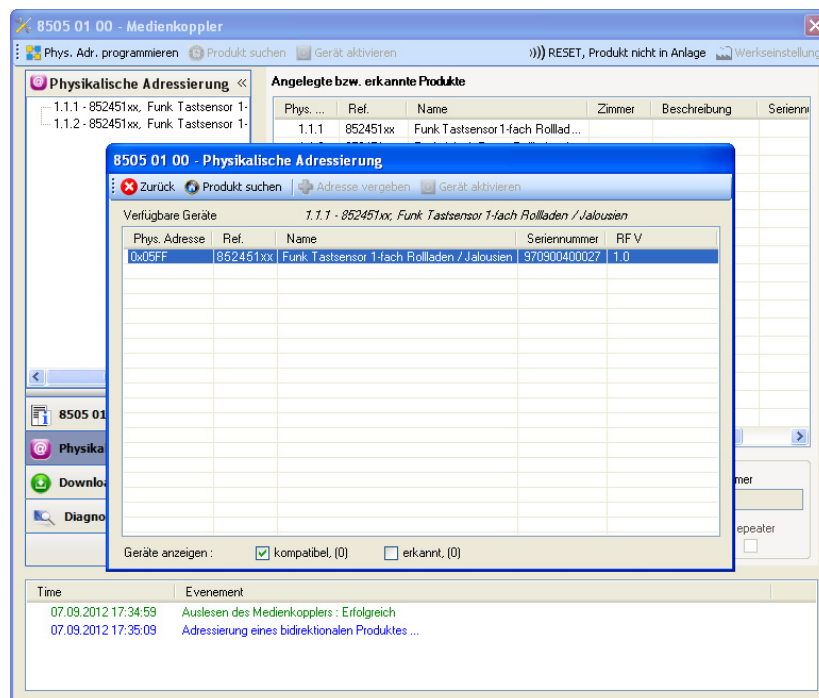 8505 01 00 - Medienkoppler
Phys. Adr. programmieren Produkt suchen Gerät aktivieren ))) RESET, Produkt nicht in Anlage Werkseinstellung
Physikalische Adressierung «
1.1.1 - 852451xx, Funk Tastsensor 1-
1.1.2 - 852451xx, Funk Tastsensor 1-
Angelegte bzw. erkannte Produkte
Phys. ... Ref. Name Zimmer Beschreibung Seriennu
1.1.1 852451xx Funk Tastsensor 1-fach Rolllad...
8505 01 00 - Physikalische Adressierung
Zurück Produkt suchen Adresse vergeben Gerät aktivieren
Verfügbare Geräte 1.1.1 - 852451xx, Funk Tastsensor 1-fach Rollladen / Jalousien
Phys. Adresse Ref. Name Seriennummer RF V
0x05FF 852451xx Funk Tastsensor 1-fach Rollladen / Jalousien 970900400027 1.0
Geräte anzeigen : kompatibel, (0) erkannt, (0)
8505 01
Physika
Downloa
Diagno
mer
epeater
Time Evenement
07.09.2012 17:34:59 Auslesen des Medienkopplers : Erfolgreich
07.09.2012 17:35:09 Adressierung eines bidirektionalen Produktes ...